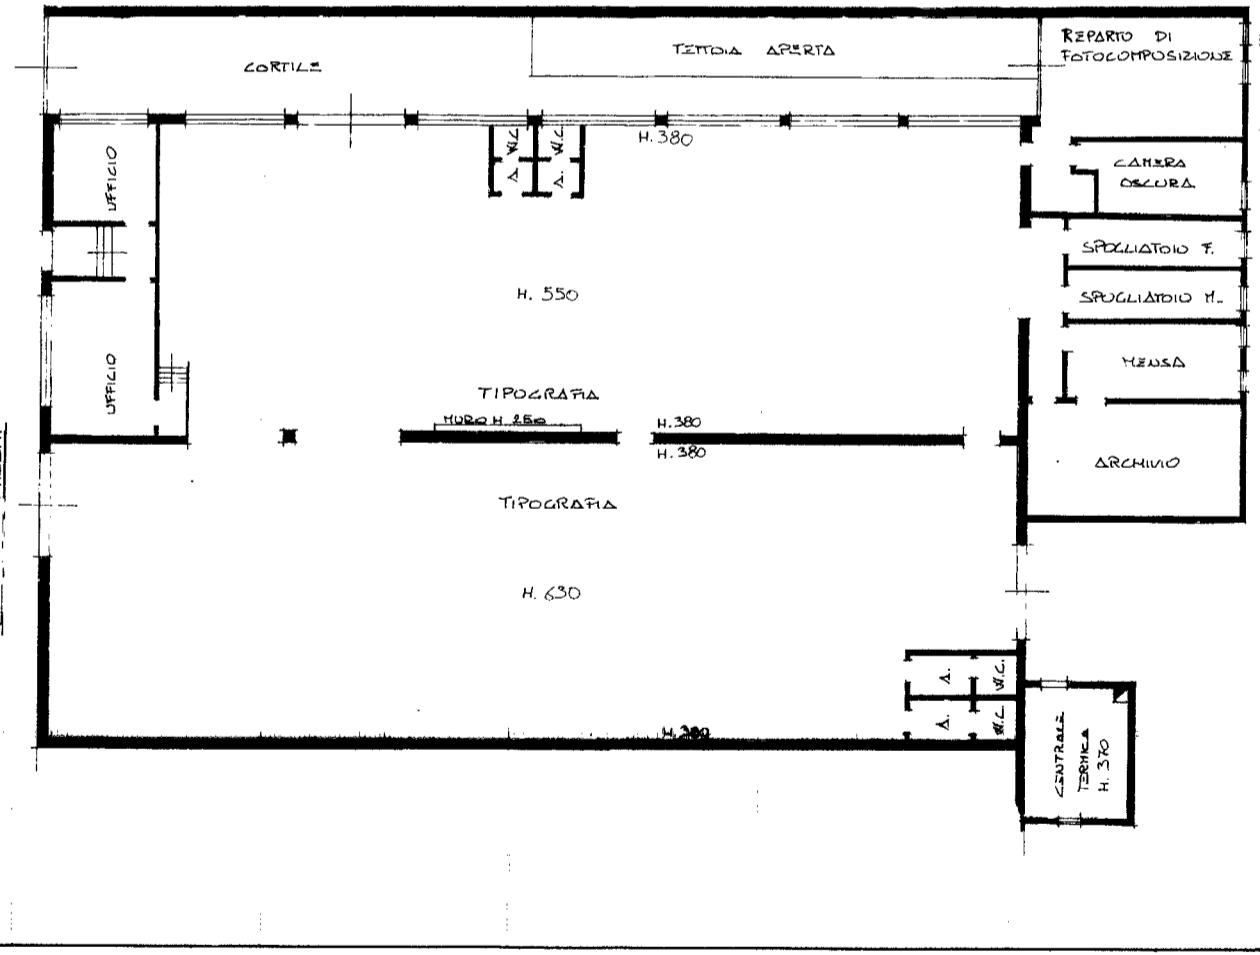 REPARTO DI
FOTOCOMPOSIZIONE
TETTOIA APERTA
CORTILE
H. 380
W.C.
W.C.
A.
A.
UFFICIO
CAMERA
OSCURA
SPOGLIATOIO F.
SPOGLIATOIO M.
H. 550
MENSA
UFFICIO
TIPOGRAFIA
MURO H. 250
H. 380
H. 380
ARCHIVIO
TIPOGRAFIA
H. 630
A.
W.C.
A.
W.C.
H. 380
CENTRALE
TERMICA
H. 370